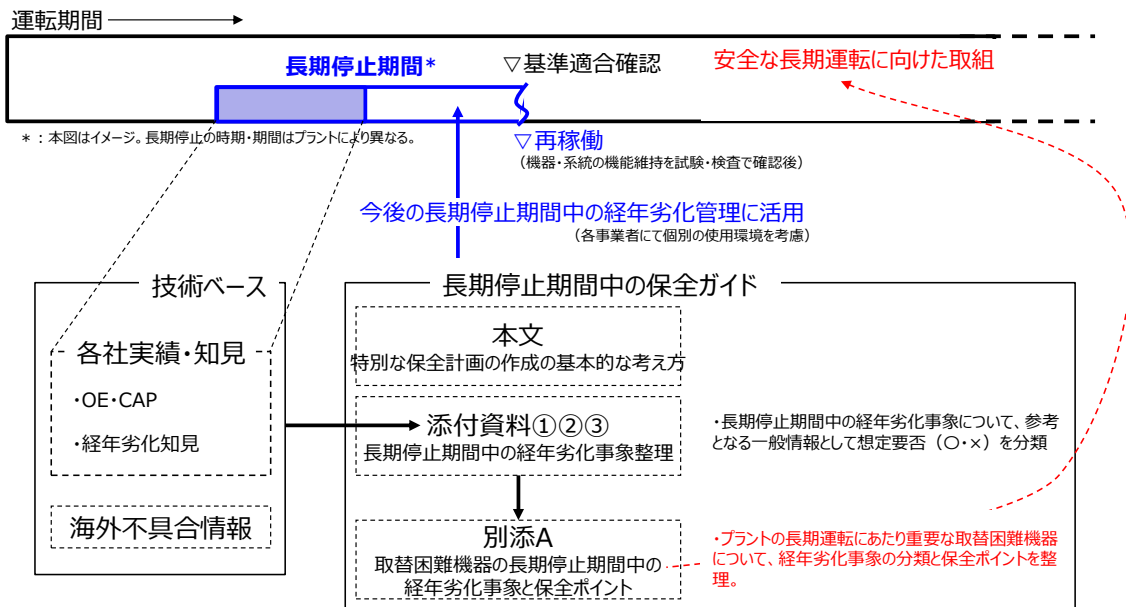 運転期間
長期停止期間*
▽基準適合確認
安全な長期運転に向けた取組
*：本図はイメージ。長期停止の時期・期間はプラントにより異なる。
▽再稼働
（機器・系統の機能維持を試験・検査で確認後）
今後の長期停止期間中の経年劣化管理に活用
（各事業者にて個別の使用環境を考慮）
技術ベース
各社実績・知見
・OE・CAP
・経年劣化知見
海外不具合情報
長期停止期間中の保全ガイド
本文
特別な保全計画の作成の基本的な考え方
添付資料①②③
長期停止期間中の経年劣化事象整理
・長期停止期間中の経年劣化事象について、参考
となる一般情報として想定要否（〇・×）を分類
別添A
取替困難機器の長期停止期間中の
経年劣化事象と保全ポイント
・プラントの長期運転にあたり重要な取替困難機器
について、経年劣化事象の分類と保全ポイントを整
理。